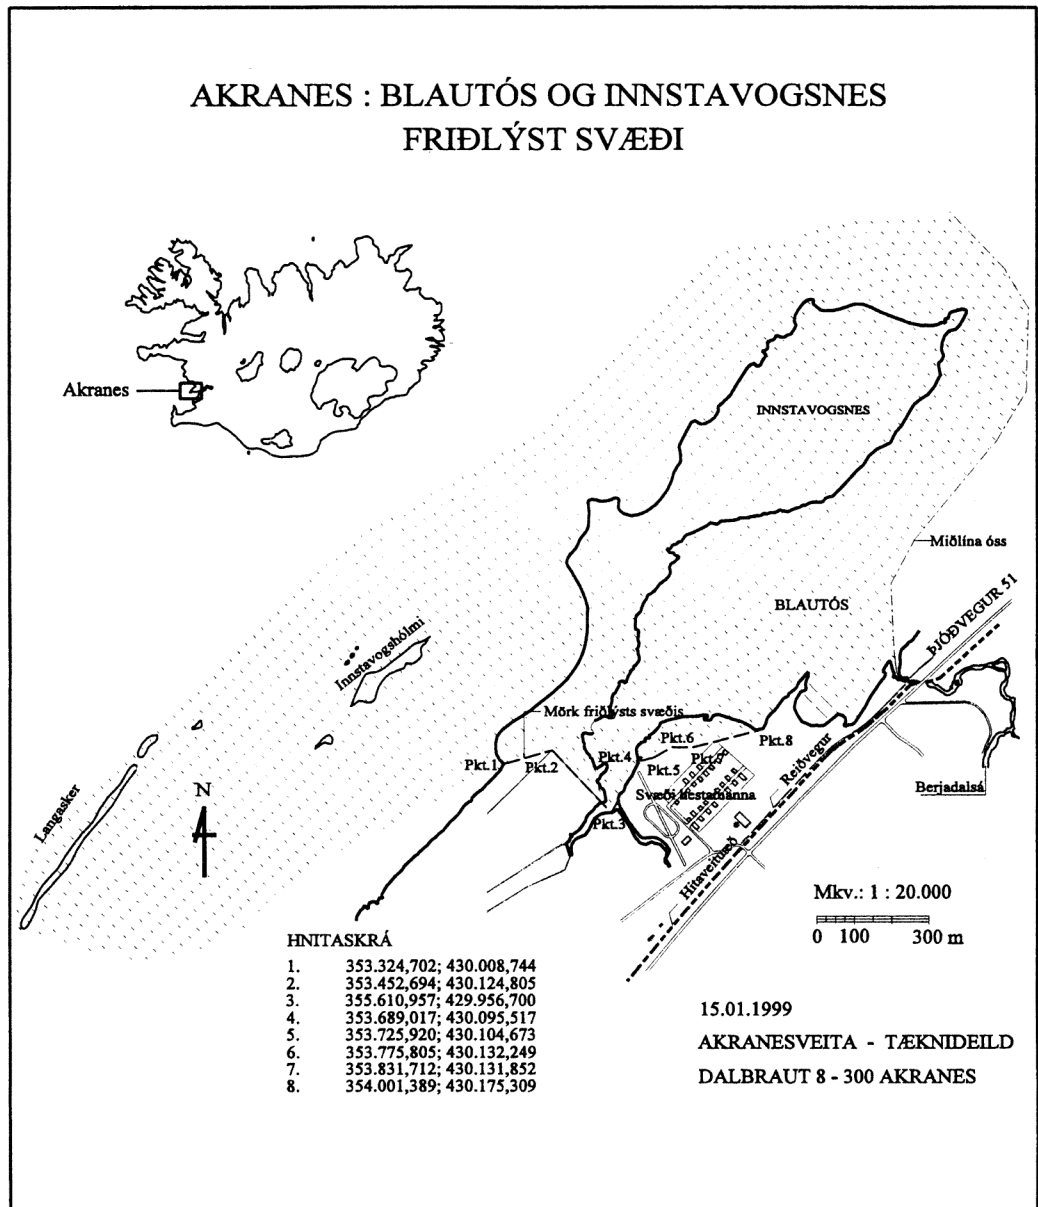 AKRANES : BLAUTÓS OG INNSTAVOGSNES
FRIÐLÝST SVÆÐI
Akranes
INNSTAVOGSNES
Miðlína óss
BLAUTÓS
ÞJÓÐVEGUR 51
Innstavogshólmi
Mörk friðlýsts svæðis
Pkt.6
Pkt.8
Pkt.1
Pkt.2
Pkt.4
Pkt.5
Pkt.
Reiðvegur
Langasker
N
Svæði hestamanna
Berjadalsá
Pkt.3
Hitaveituæð
Mkv.: 1 : 20.000
0 100 300 m
HNITASKRÁ
1. 353.324,702; 430.008,744
2. 353.452,694; 430.124,805
3. 355.610,957; 429.956,700
4. 353.689,017; 430.095,517
5. 353.725,920; 430.104,673
6. 353.775,805; 430.132,249
7. 353.831,712; 430.131,852
8. 354.001,389; 430.175,309
15.01.1999
AKRANESVEITA - TÆKNIDEILD
DALBRAUT 8 - 300 AKRANES